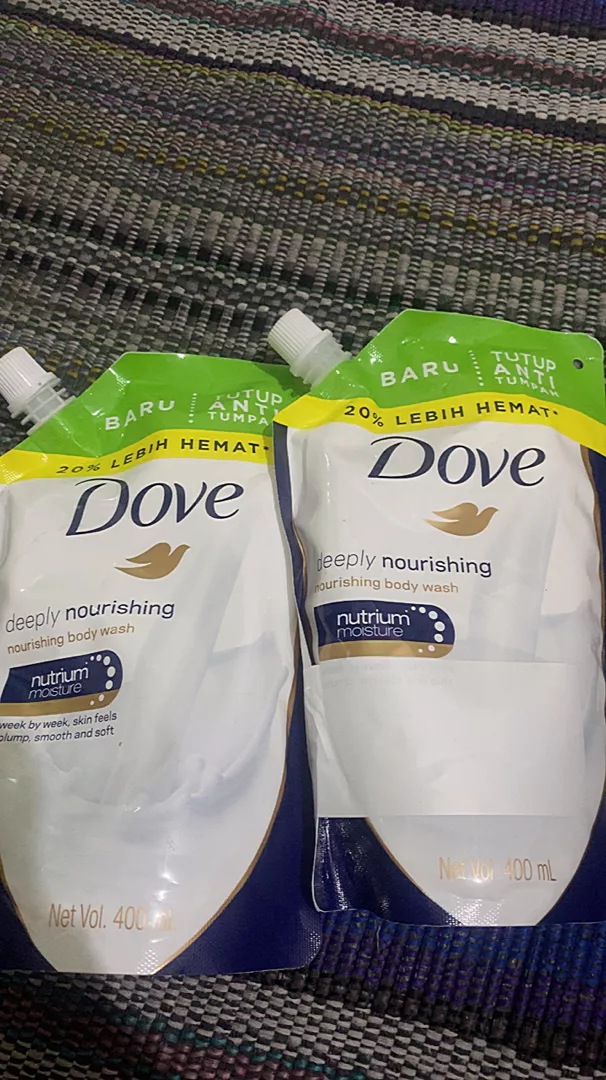 BARU
TUTUP
ANTI
TUMPAH
20% LEBIH HEMAT*
Dove
deeply nourishing
nourishing body wash
nutrium
moisture
week by week, skin feels
plump, smooth and soft
Net Vol. 400 mL
BARU
TUTUP
ANTI
TUMPAH
20% LEBIH HEMAT*
Dove
deeply nourishing
nourishing body wash
nutrium
moisture
Net Vol 400 mL